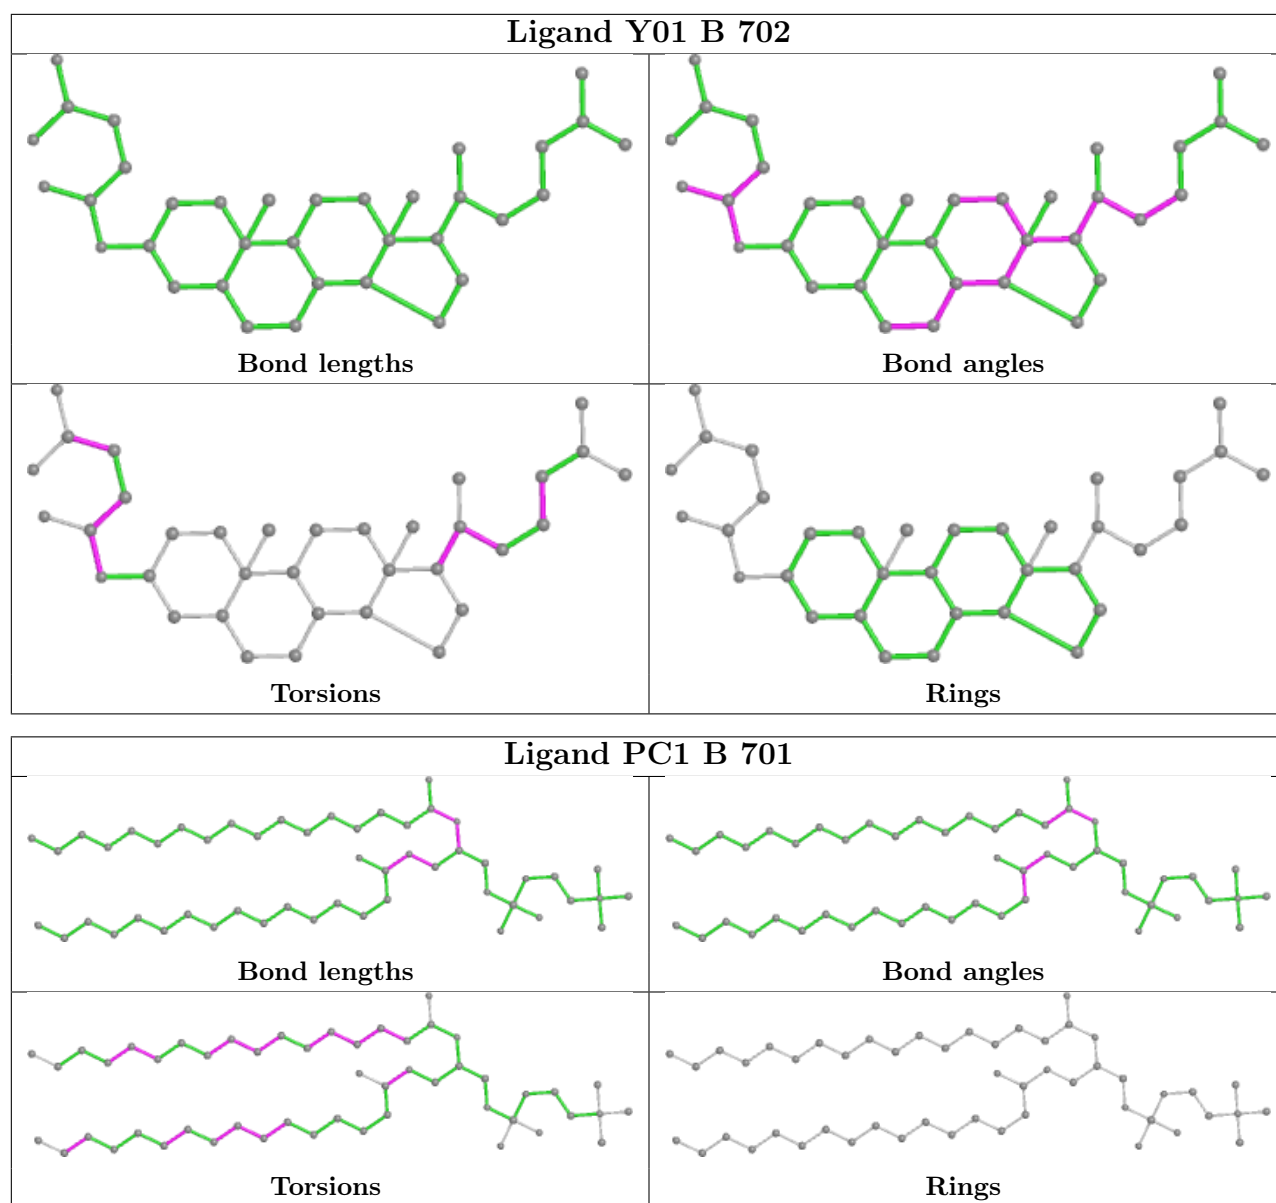 Ligand Y01 B 702
Bond lengths
Bond angles
Torsions
Rings
Ligand PC1 B 701
Bond lengths
Bond angles
Torsions
Rings